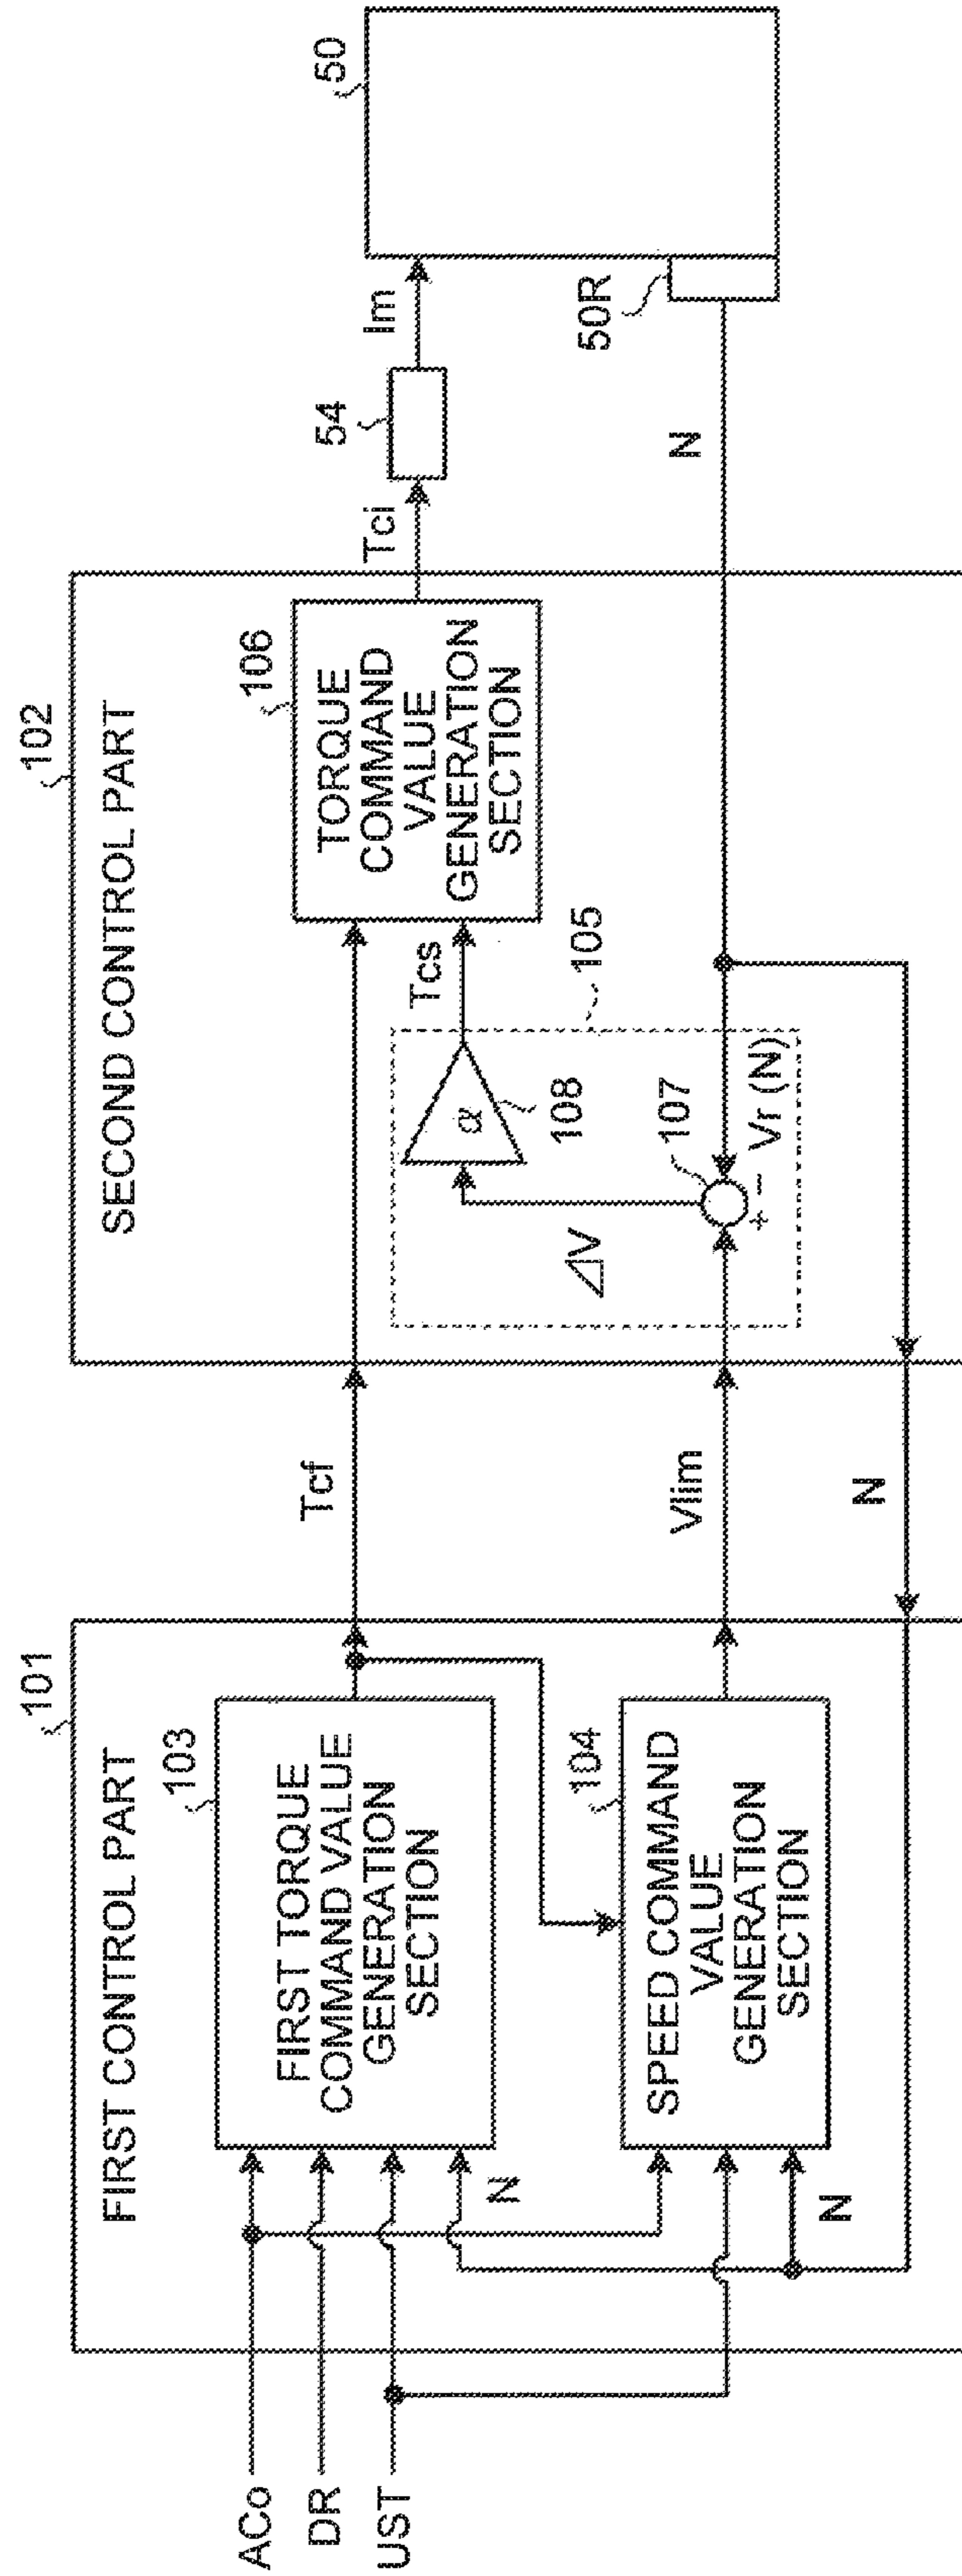 ACo
DR
UST
FIRST CONTROL PART
101
103
FIRST TORQUE
COMMAND VALUE
GENERATION
SECTION
N
104
SPEED COMMAND
VALUE
GENERATION
SECTION
N
Tcf
Vlim
N
SECOND CONTROL PART
102
106
TORQUE
COMMAND
VALUE
GENERATION
SECTION
Tcs
105
α
108
ΔV
107
+
−
Vr (N)
Tci
54
Im
N
50R
50